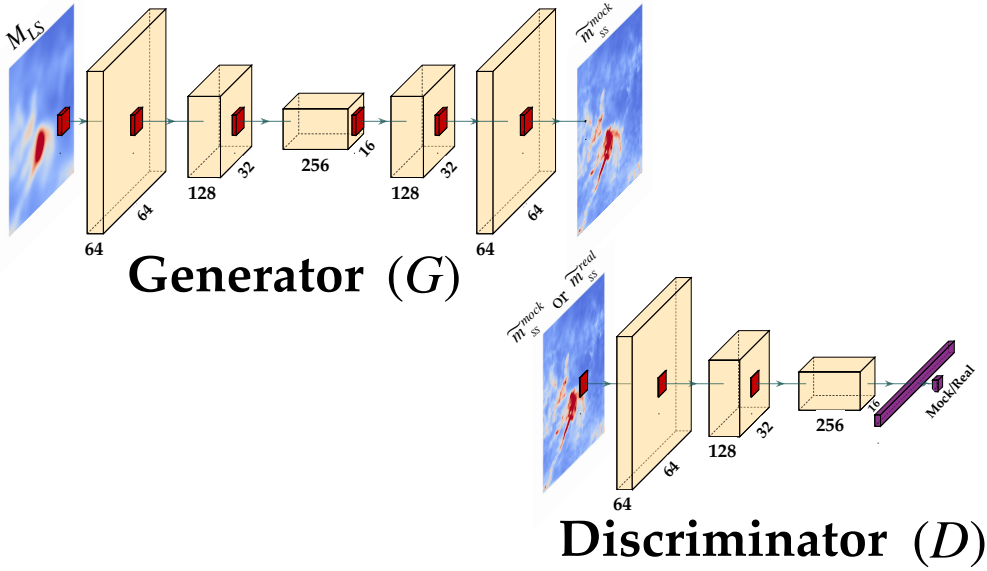 M_LS
m̃_ss^mock
64
64
128
32
256
16
128
32
64
64
Generator (G)
m̃_ss^mock or m̃_ss^real
64
64
128
32
256
16
Mock/Real
Discriminator (D)